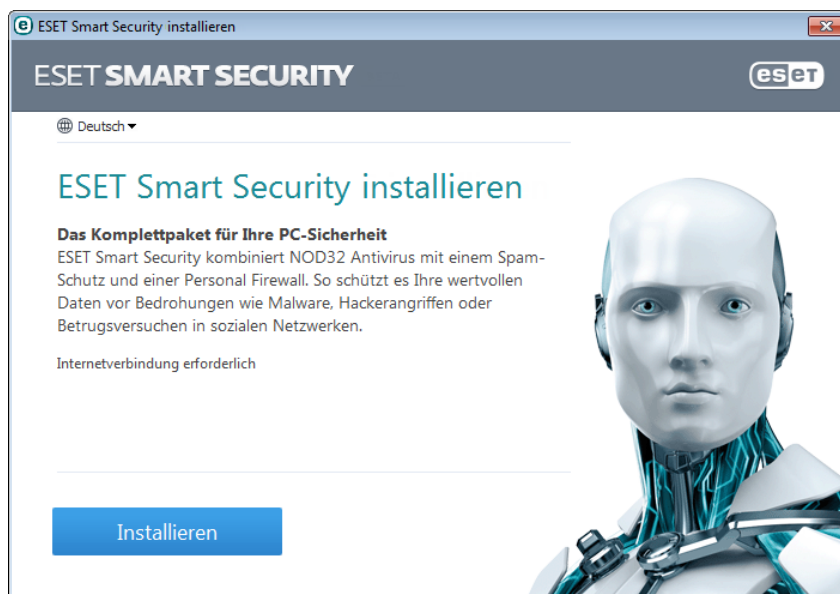 ESET Smart Security installieren
ESET SMART SECURITY
eset
Deutsch
ESET Smart Security installieren
Das Komplettpaket für Ihre PC-Sicherheit
ESET Smart Security kombiniert NOD32 Antivirus mit einem Spam-
Schutz und einer Personal Firewall. So schützt es Ihre wertvollen
Daten vor Bedrohungen wie Malware, Hackerangriffen oder
Betrugsversuchen in sozialen Netzwerken.
Internetverbindung erforderlich
Installieren